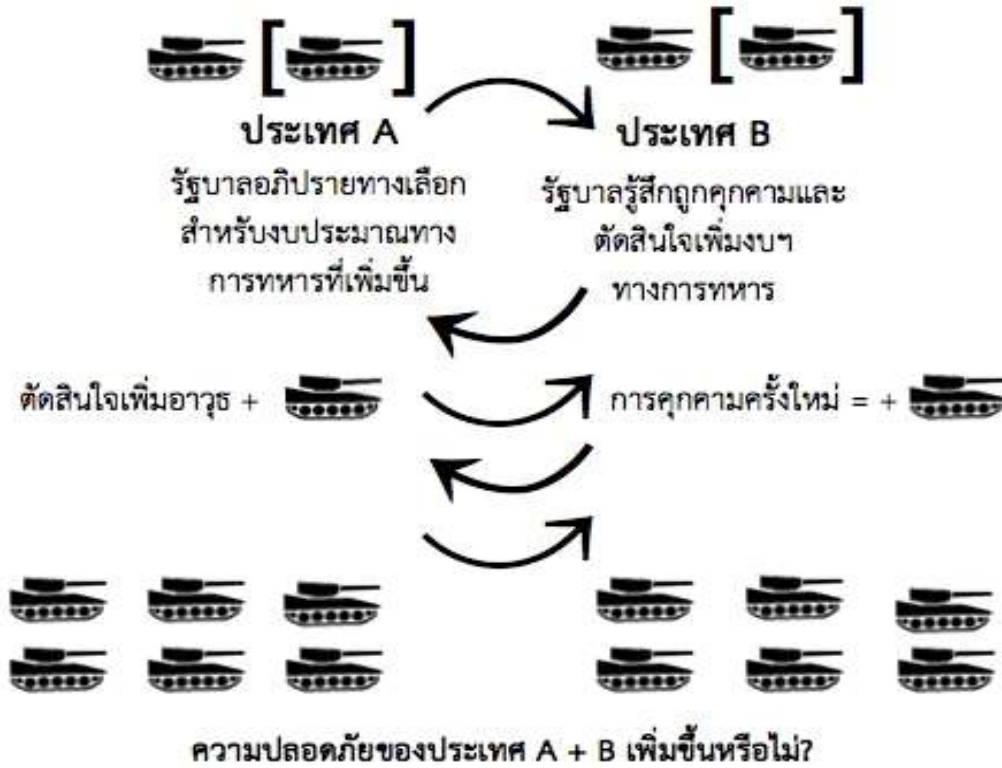 ประเทศ A
รัฐบาลอภิปรายทางเลือก
สำหรับงบประมาณทาง
การทหารที่เพิ่มขึ้น
ประเทศ B
รัฐบาลรู้สึกถูกคุกคามและ
ตัดสินใจเพิ่มงบฯ
ทางการทหาร
ตัดสินใจเพิ่มอาวุธ +
การคุกคามครั้งใหม่ = +
ความปลอดภัยของประเทศ A + B เพิ่มขึ้นหรือไม่?